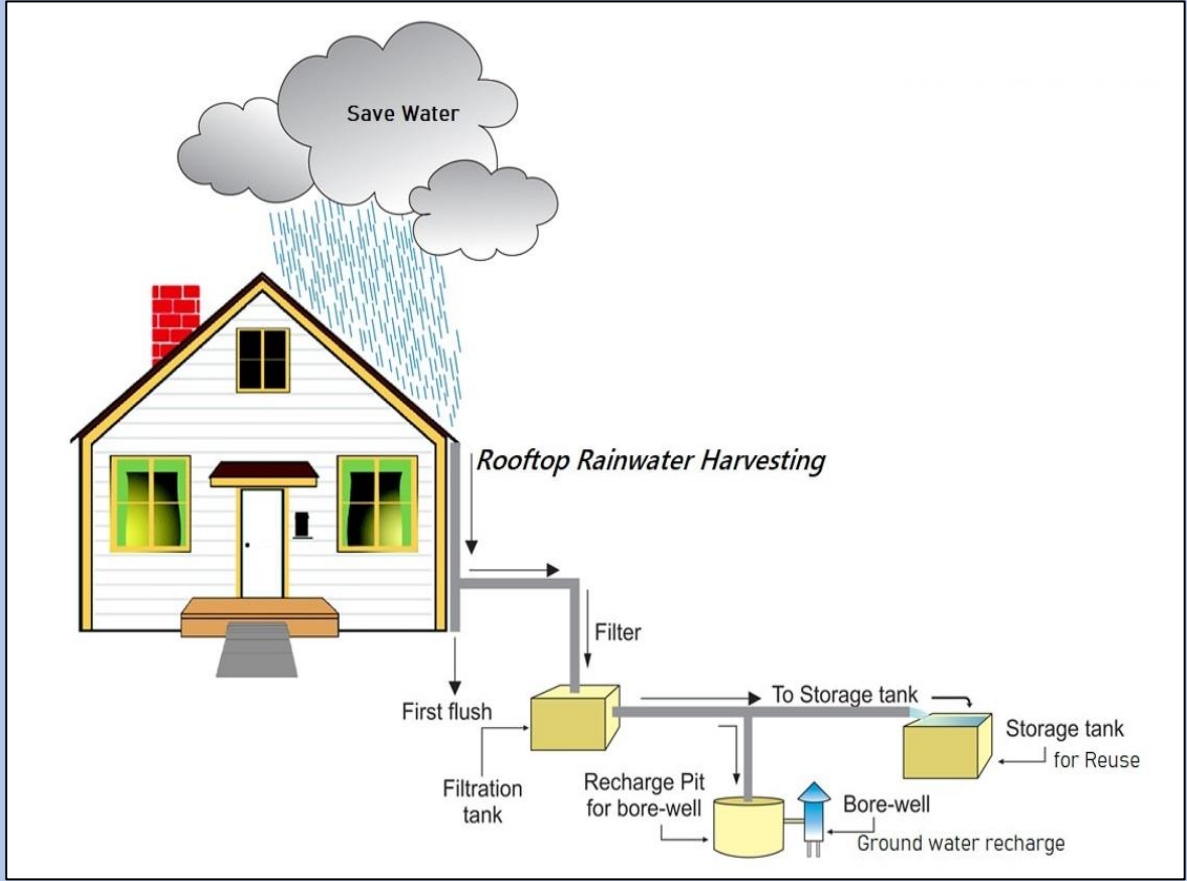 Save Water
Rooftop Rainwater Harvesting
Filter
First flush
To Storage tank
Storage tank
for Reuse
Filtration
tank
Recharge Pit
for bore-well
Bore-well
Ground water recharge